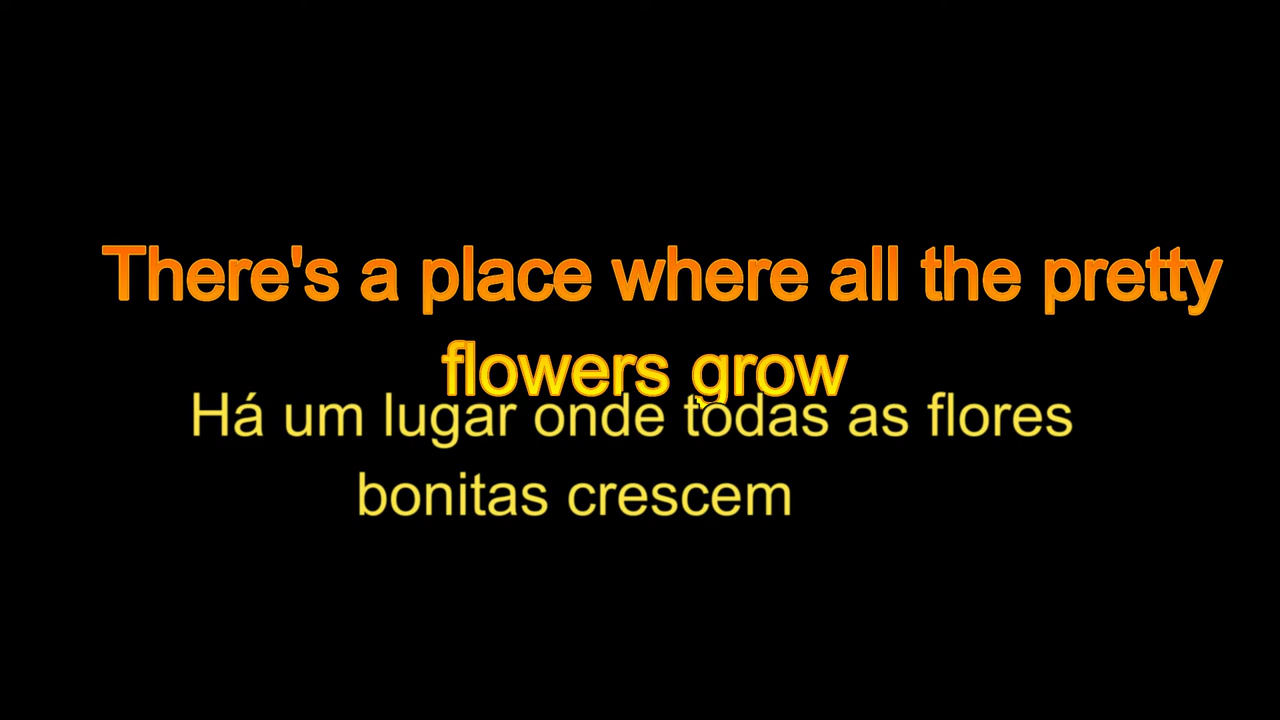 There's a place where all the pretty
flowers grow
Há um lugar onde todas as flores
bonitas crescem